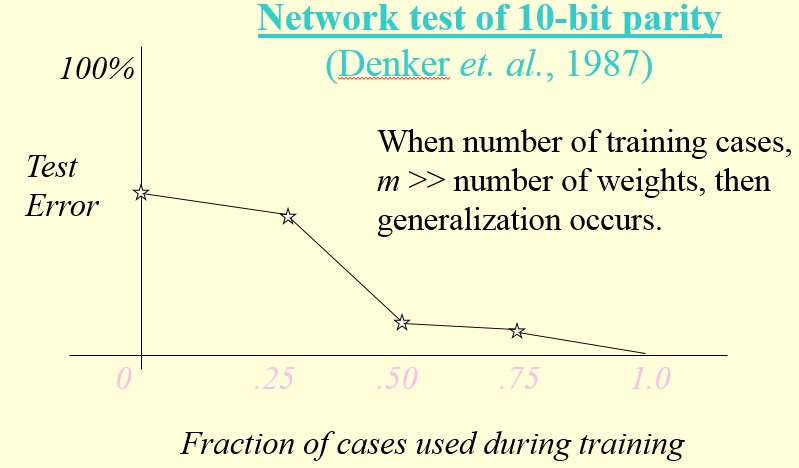 Network test of 10-bit parity
(Denker et. al., 1987)
100%
When number of training cases,
m >> number of weights, then
generalization occurs.
Test
Error
0 .25 .50 .75 1.0
Fraction of cases used during training